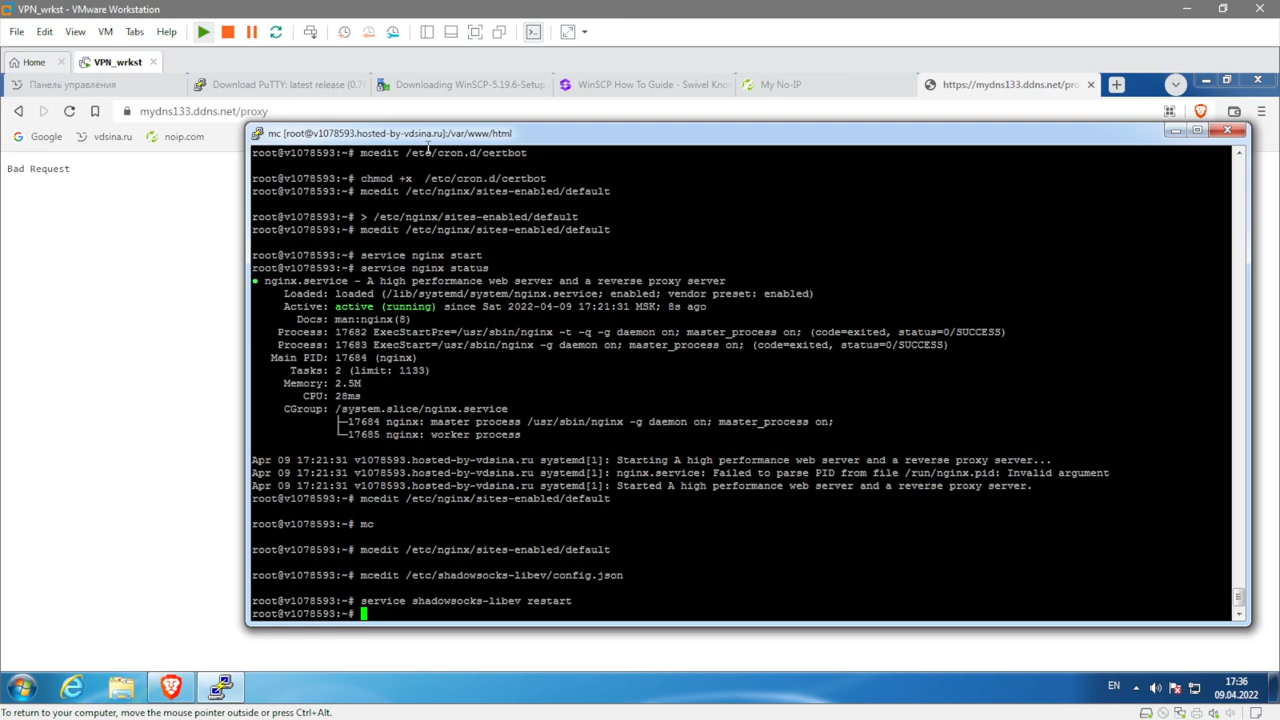 VPN_wrkst - VMware Workstation
File Edit View VM Tabs Help
Home VPN_wrkst
Панель управления Download PuTTY: latest release (0.7 Downloading WinSCP-5.19.6-Setup. WinSCP How To Guide - Swivel Kno My No-IP https://mydns133.ddns.net/pro
mydns133.ddns.net/proxy
Google vdsina.ru noip.com
Bad Request
mc [root@v1078593.hosted-by-vdsina.ru]:/var/www/html
root@v1078593:~# mcedit /etc/cron.d/certbot
root@v1078593:~# chmod +x  /etc/cron.d/certbot
root@v1078593:~# mcedit /etc/nginx/sites-enabled/default
root@v1078593:~# > /etc/nginx/sites-enabled/default
root@v1078593:~# mcedit /etc/nginx/sites-enabled/default
root@v1078593:~# service nginx start
root@v1078593:~# service nginx status
● nginx.service - A high performance web server and a reverse proxy server
Loaded: loaded (/lib/systemd/system/nginx.service; enabled; vendor preset: enabled)
Active: active (running) since Sat 2022-04-09 17:21:31 MSK; 8s ago
Docs: man:nginx(8)
Process: 17682 ExecStartPre=/usr/sbin/nginx -t -q -g daemon on; master_process on; (code=exited, status=0/SUCCESS)
Process: 17683 ExecStart=/usr/sbin/nginx -g daemon on; master_process on; (code=exited, status=0/SUCCESS)
Main PID: 17684 (nginx)
Tasks: 2 (limit: 1133)
Memory: 2.5M
CPU: 28ms
CGroup: /system.slice/nginx.service
├─17684 nginx: master process /usr/sbin/nginx -g daemon on; master_process on;
└─17685 nginx: worker process
Apr 09 17:21:31 v1078593.hosted-by-vdsina.ru systemd[1]: Starting A high performance web server and a reverse proxy server...
Apr 09 17:21:31 v1078593.hosted-by-vdsina.ru systemd[1]: nginx.service: Failed to parse PID from file /run/nginx.pid: Invalid argument
Apr 09 17:21:31 v1078593.hosted-by-vdsina.ru systemd[1]: Started A high performance web server and a reverse proxy server.
root@v1078593:~# mcedit /etc/nginx/sites-enabled/default
root@v1078593:~# mc
root@v1078593:~# mcedit /etc/nginx/sites-enabled/default
root@v1078593:~# mcedit /etc/shadowsocks-libev/config.json
root@v1078593:~# service shadowsocks-libev restart
root@v1078593:~#
EN 17:36
09.04.2022
To return to your computer, move the mouse pointer outside or press Ctrl+Alt.